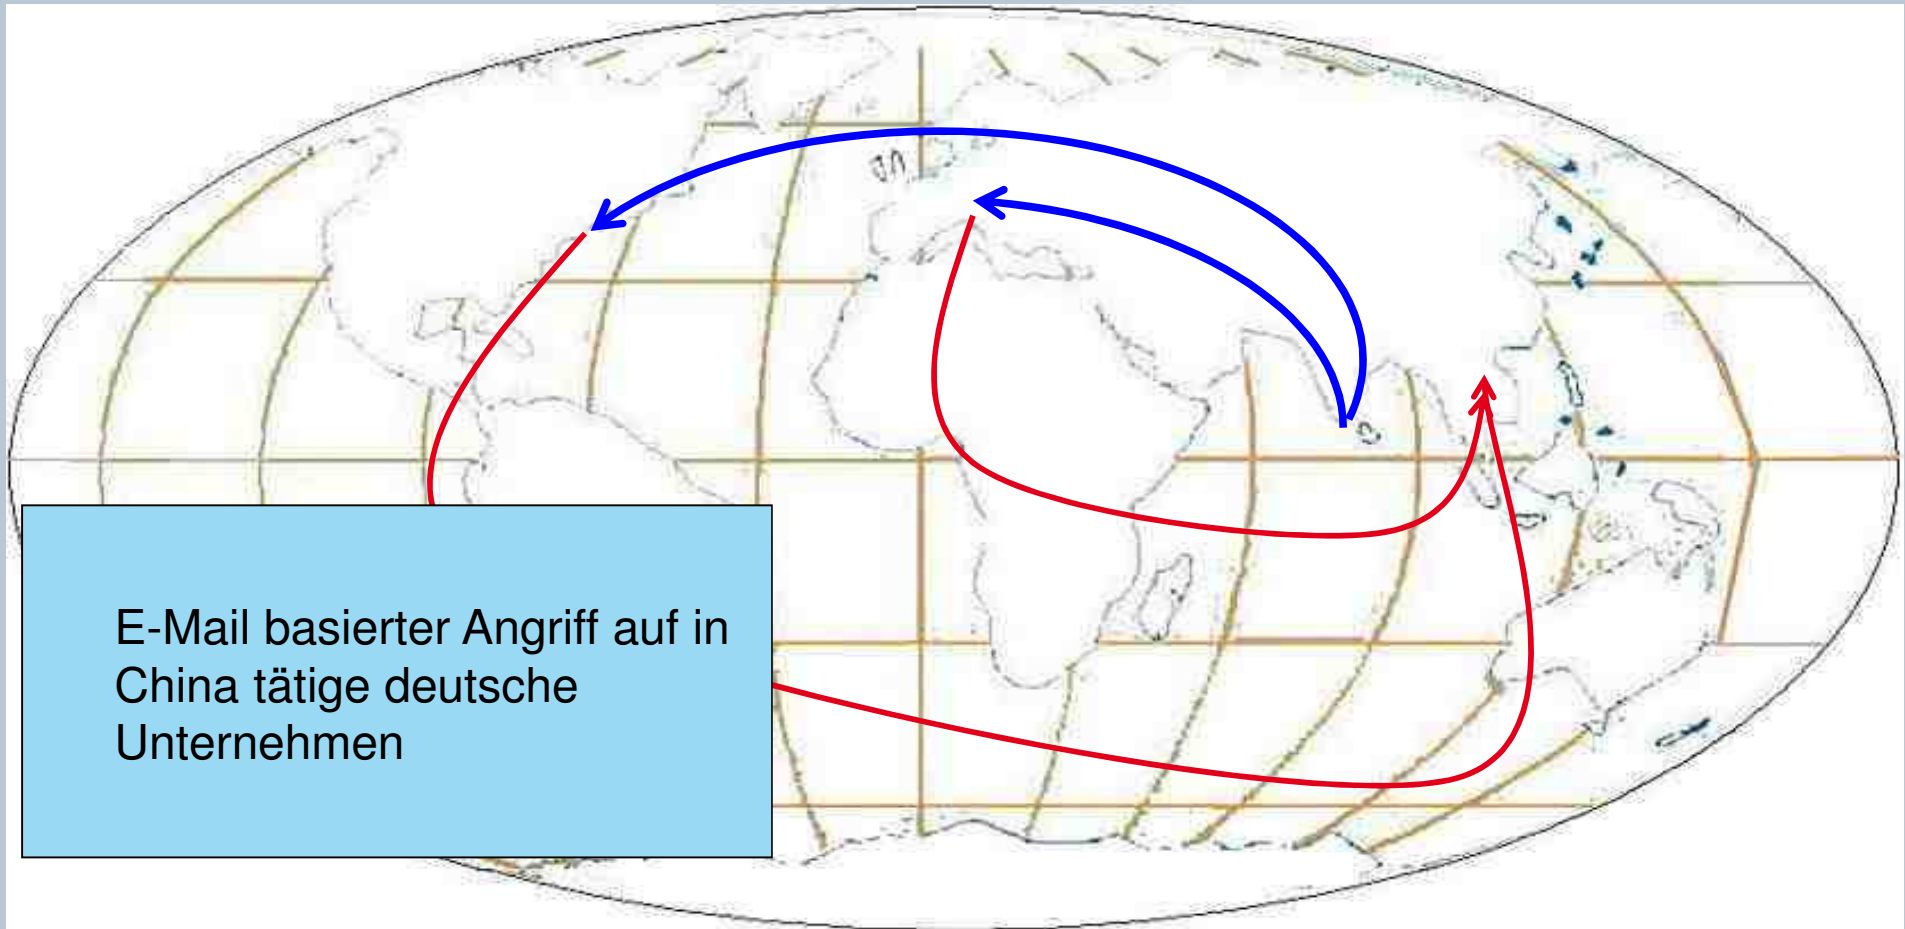 E-Mail basierter Angriff auf in
China tätige deutsche
Unternehmen